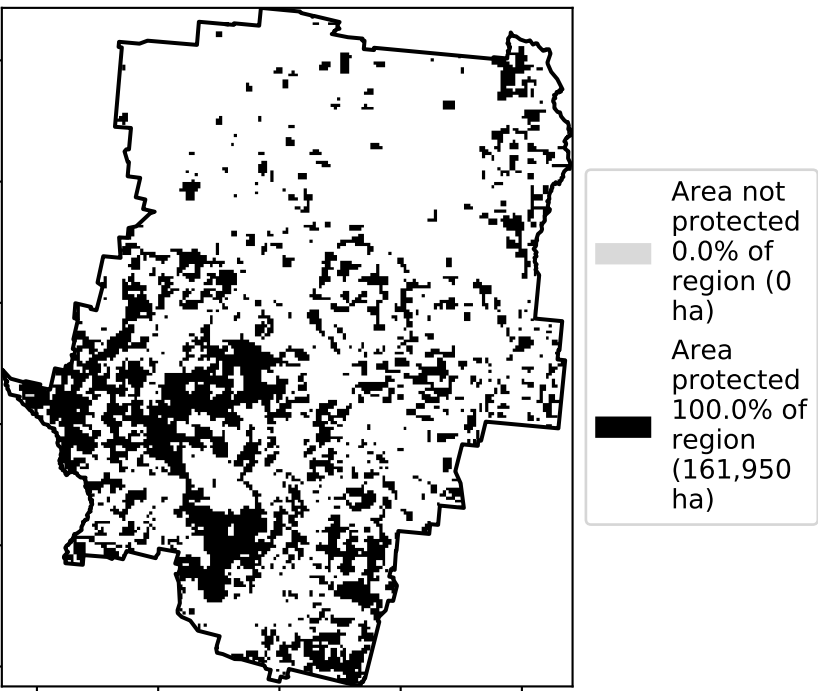 Area not
protected
0.0% of
region (0
ha)
Area
protected
100.0% of
region
(161,950
ha)